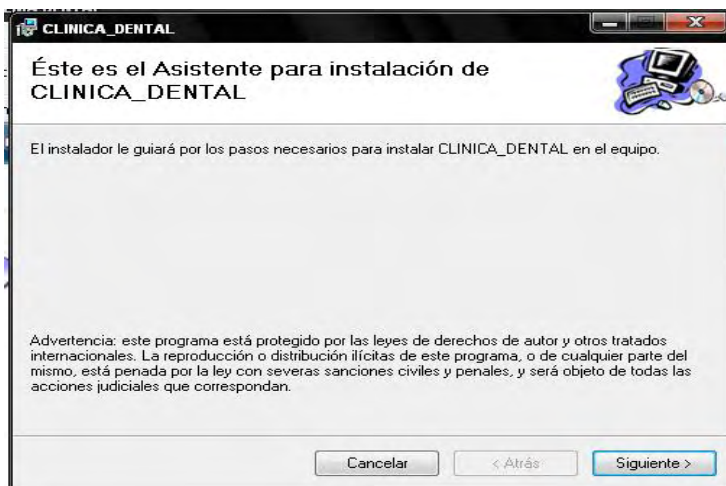 CLINICA_DENTAL
Éste es el Asistente para instalación de
CLINICA_DENTAL
El instalador le guiará por los pasos necesarios para instalar CLINICA_DENTAL en el equipo.
Advertencia: este programa está protegido por las leyes de derechos de autor y otros tratados
internacionales. La reproducción o distribución ilícitas de este programa, o de cualquier parte del
mismo, está penada por la ley con severas sanciones civiles y penales, y será objeto de todas las
acciones judiciales que correspondan.
Cancelar < Atrás Siguiente >